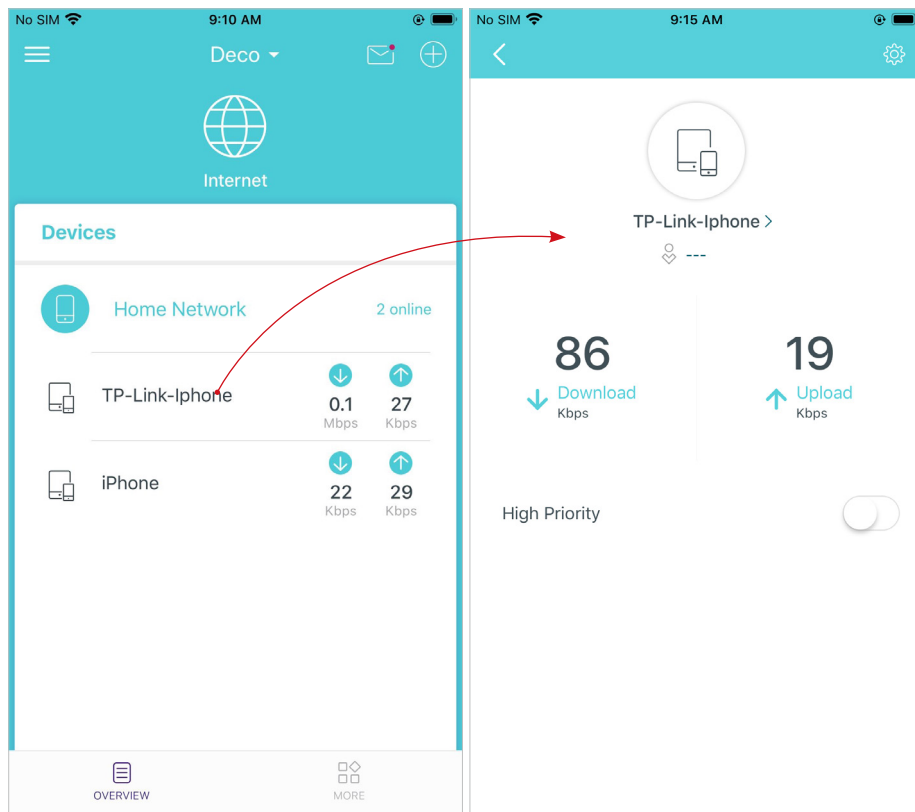 No SIM 9:10 AM
Deco
Internet
Devices
Home Network 2 online
TP-Link-Iphone
0.1 27
Mbps Kbps
iPhone
22 29
Kbps Kbps
OVERVIEW MORE
No SIM 9:15 AM
TP-Link-Iphone
---
86 19
Download Upload
Kbps Kbps
High Priority